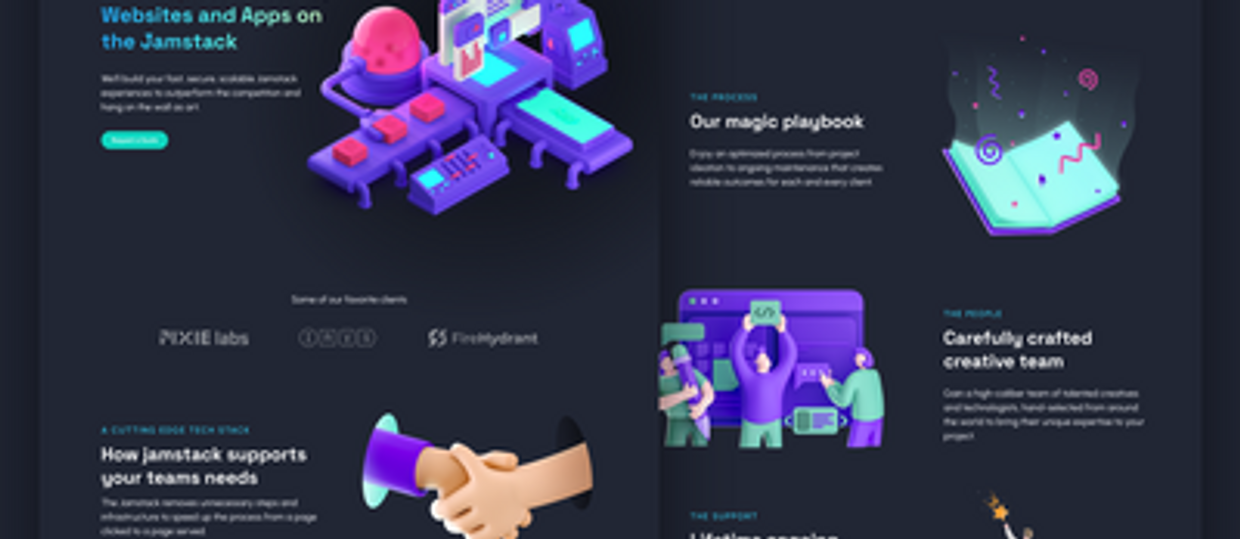 Websites and Apps on
the Jamstack
We'll build your fast, secure, scalable Jamstack
experiences to outperform the competition and
hang on the wall as art
Some of our favorite clients
PIXIE labs
FireHydrant
A CUTTING EDGE TECH STACK
How jamstack supports
your teams needs
The Jamstack removes unnecessary steps and
infrastructure to speed up the process from a page
clicked to a page served
THE PROCESS
Our magic playbook
Enjoy an optimized process from project
ideation to ongoing maintenance that creates
reliable outcomes for each and every client
</>
THE PEOPLE
Carefully crafted
creative team
Gain a high-caliber team of talented creatives
and technologists, hand-selected from around
the world to bring their unique expertise to your
project
THE SUPPORT
Lifetime ongoing